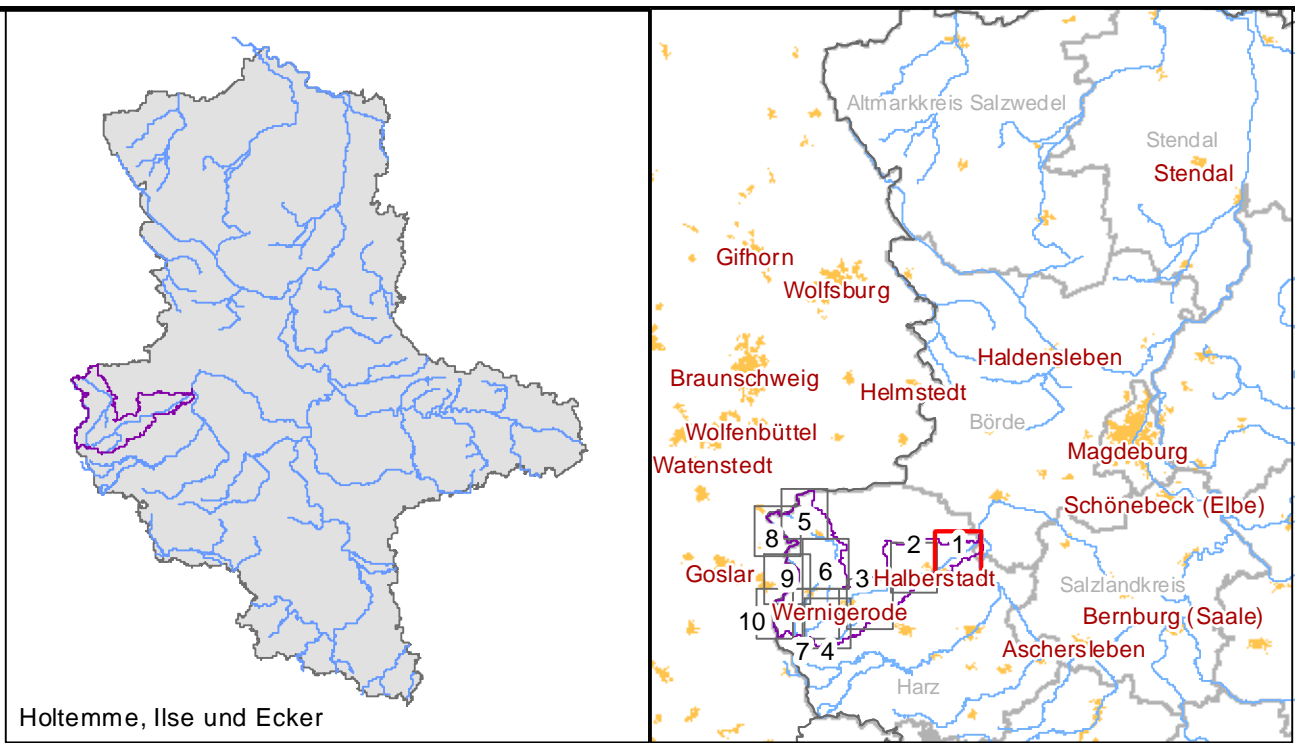 Holtemme, Ilse und Ecker
Altmarkkreis Salzwedel
Stendal
Stendal
Gifhorn
Wolfsburg
Haldensleben
Braunschweig
Helmstedt
Börde
Wolfenbüttel
Magdeburg
Watenstedt
Schönebeck (Elbe)
5
8
2
1
Goslar
9
6
3
Halberstadt
Salzlandkreis
10
Wernigerode
Bernburg (Saale)
7
4
Aschersleben
Harz